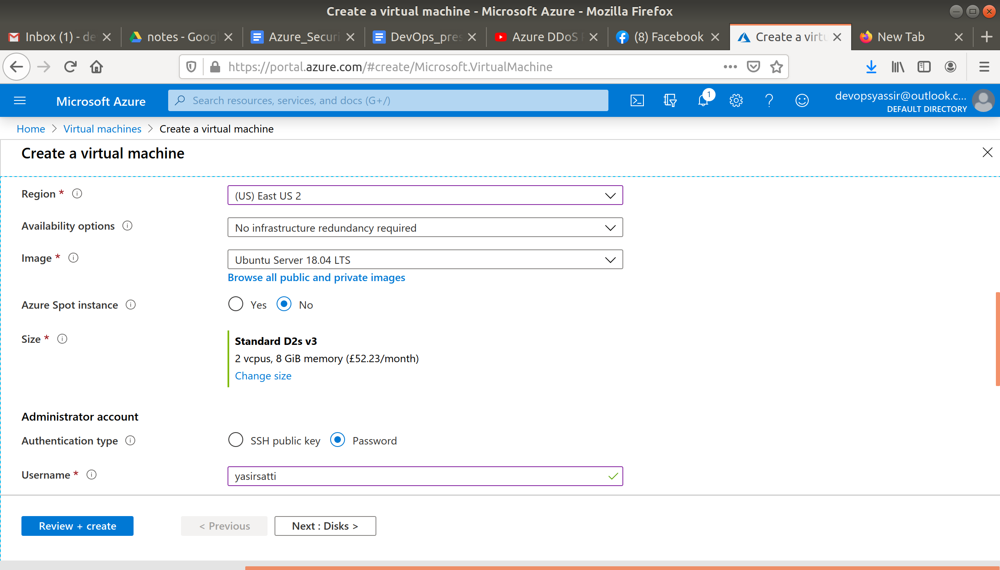 Create a virtual machine - Microsoft Azure - Mozilla Firefox
Inbox (1) - de
notes - Googl
Azure_Securi
DevOps_pres
Azure DDoS P
(8) Facebook
Create a virtu
New Tab
https://portal.azure.com/#create/Microsoft.VirtualMachine
Microsoft Azure
Search resources, services, and docs (G+/)
1
devopsyassir@outlook.c...
DEFAULT DIRECTORY
Home > Virtual machines > Create a virtual machine
Create a virtual machine
Region *
(US) East US 2
Availability options
No infrastructure redundancy required
Image *
Ubuntu Server 18.04 LTS
Browse all public and private images
Azure Spot instance
Yes No
Size *
Standard D2s v3
2 vcpus, 8 GiB memory (£52.23/month)
Change size
Administrator account
Authentication type
SSH public key Password
Username *
yasirsatti
Review + create
< Previous
Next : Disks >